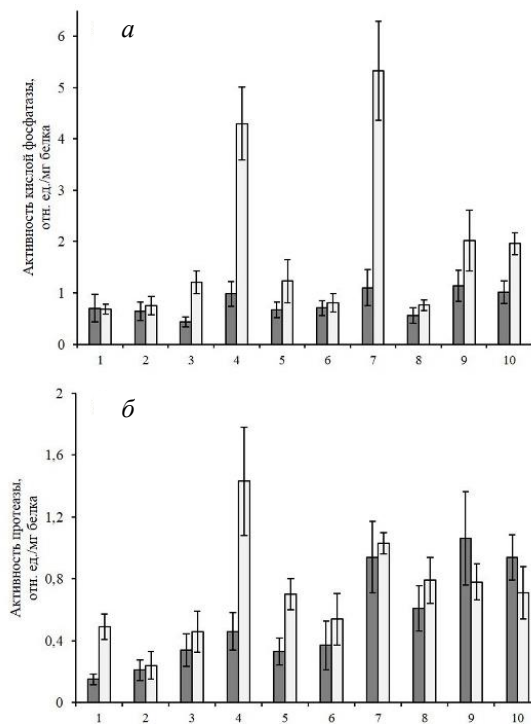 а
Активность кислой фосфатазы,
отн. ед./мг белка
6
5
4
3
2
1
0
1 2 3 4 5 6 7 8 9 10
б
Активность протеазы,
отн. ед./мг белка
2
1,6
1,2
0,8
0,4
0
1 2 3 4 5 6 7 8 9 10